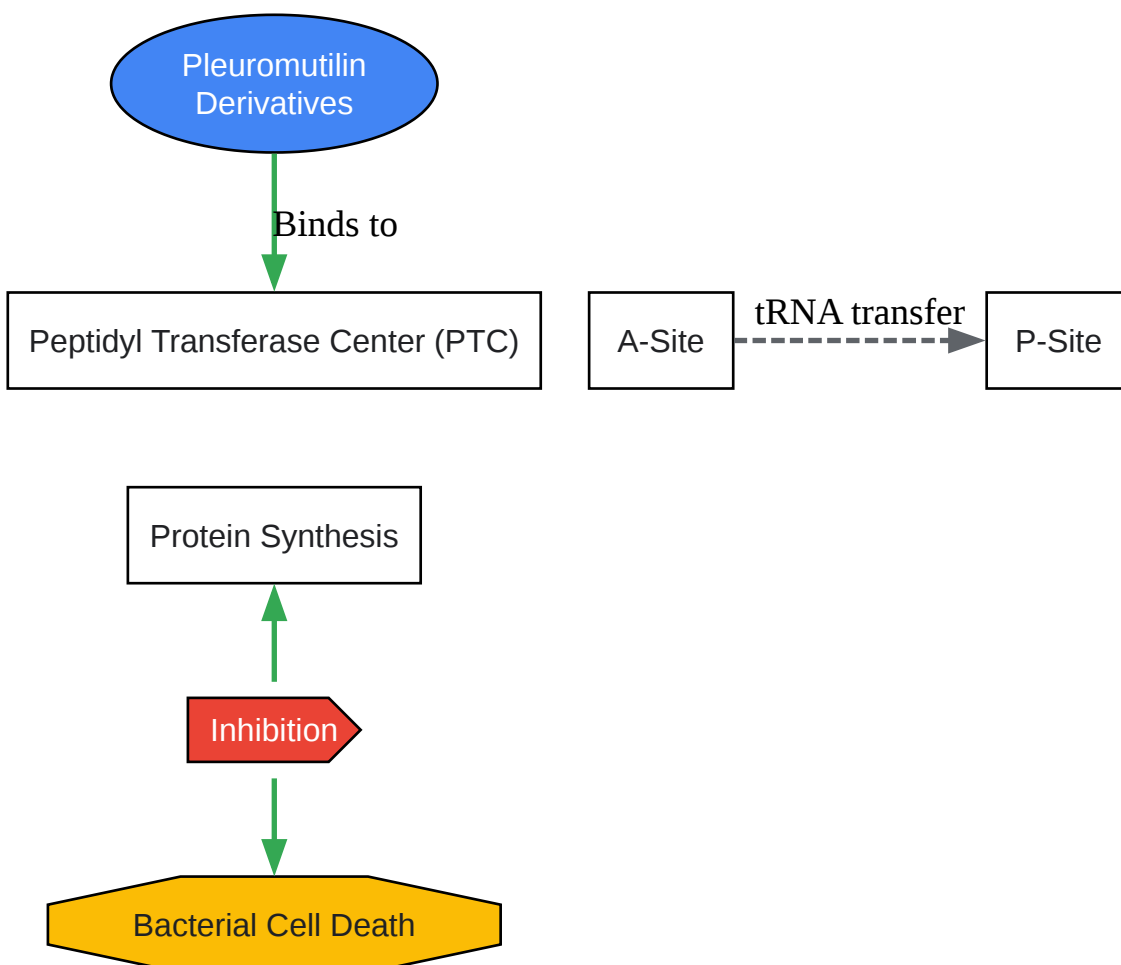 Pleuromutilin
Derivatives
Binds to
Peptidyl Transferase Center (PTC)
A-Site
tRNA transfer
P-Site
Protein Synthesis
Inhibition
Bacterial Cell Death